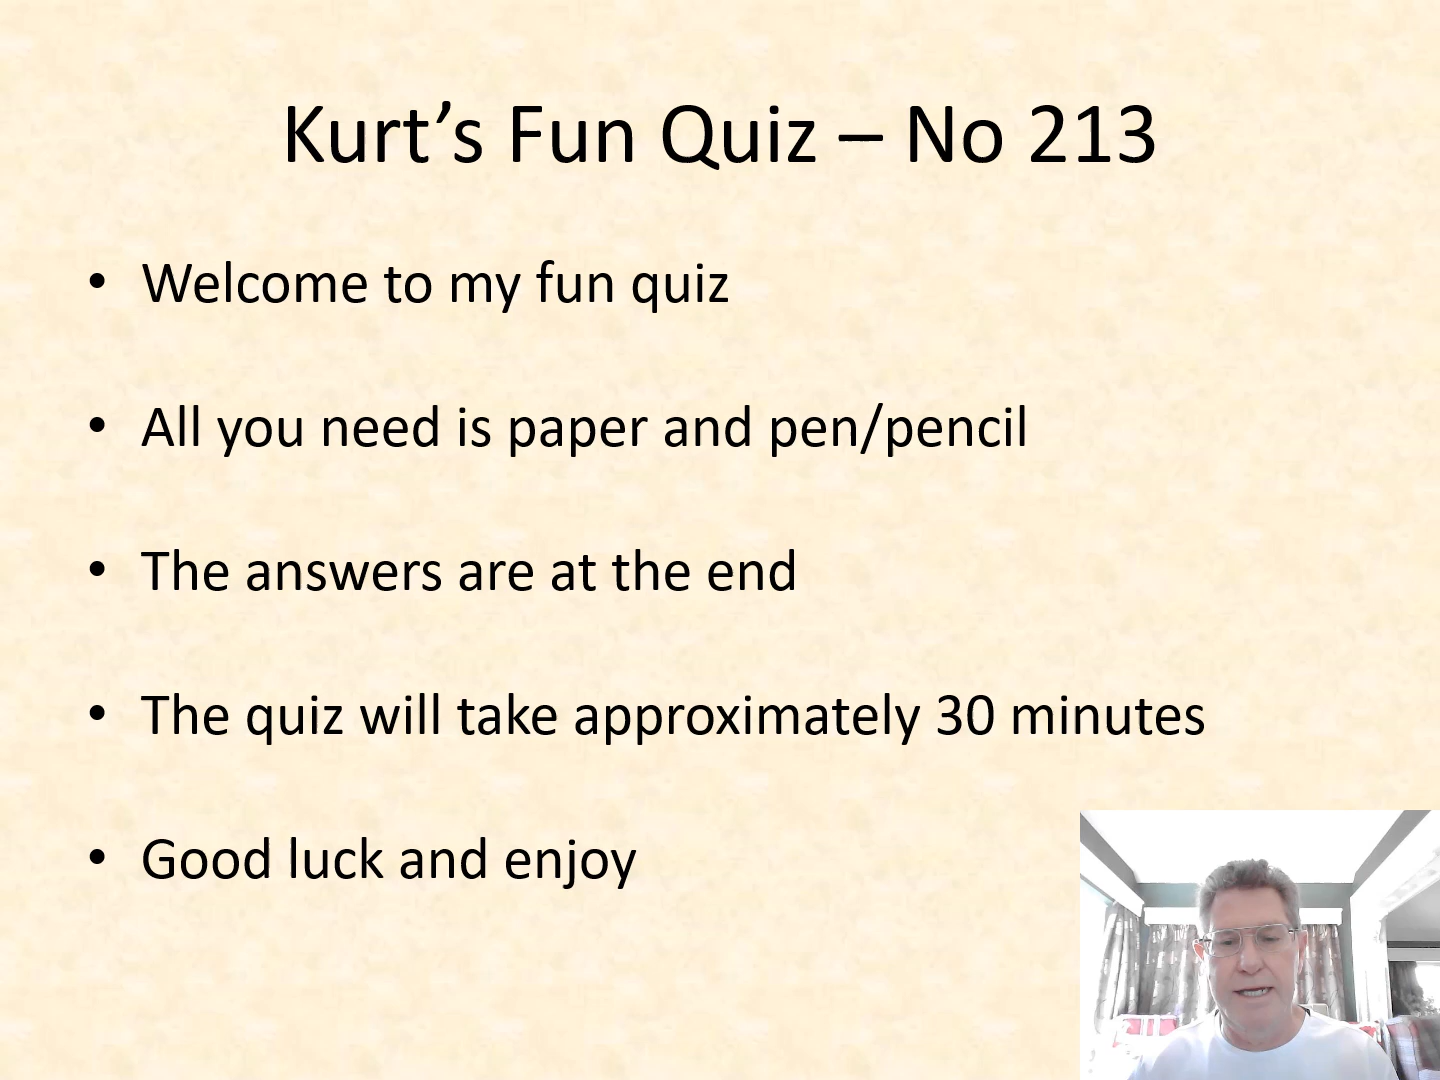 Kurt’s Fun Quiz – No 213
• Welcome to my fun quiz
• All you need is paper and pen/pencil
• The answers are at the end
• The quiz will take approximately 30 minutes
• Good luck and enjoy